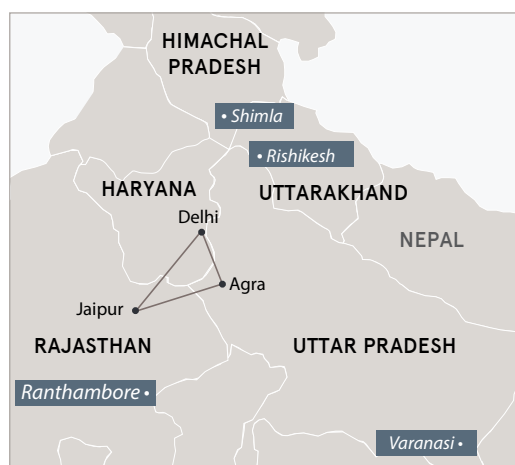 HIMACHAL
PRADESH
• Shimla
• Rishikesh
HARYANA
UTTARAKHAND
Delhi
NEPAL
Agra
Jaipur
RAJASTHAN
UTTAR PRADESH
Ranthambore •
Varanasi •